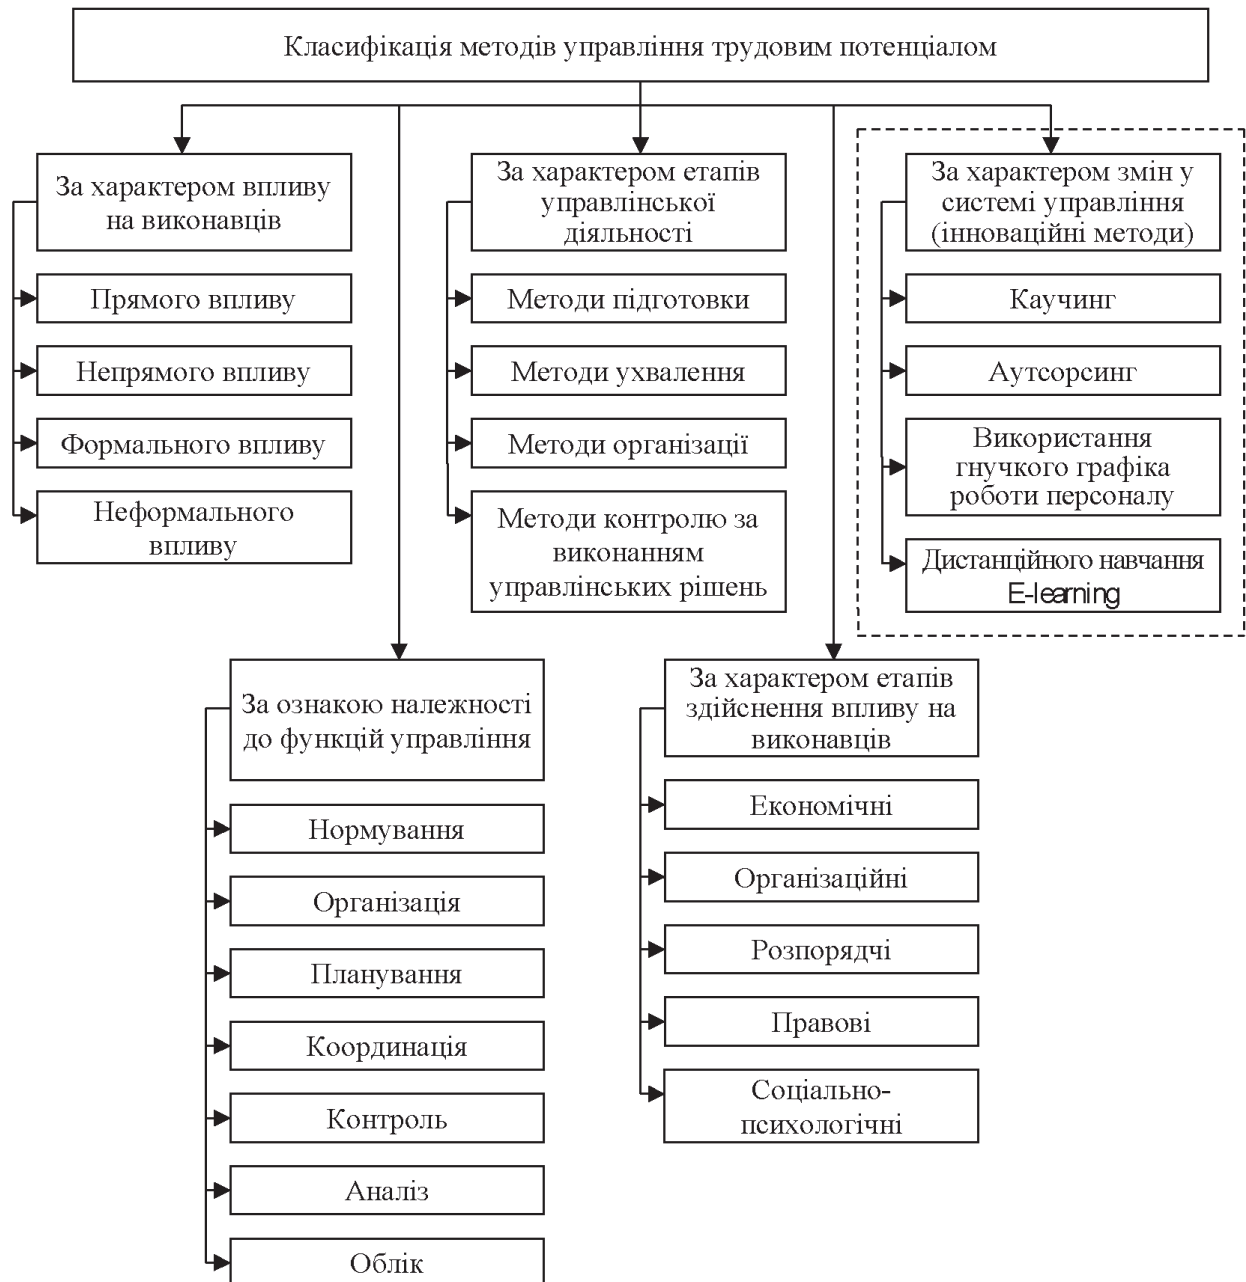 Класифікація методів управління трудовим потенціалом
За характером впливу
на виконавців
Прямого впливу
Непрямого впливу
Формального впливу
Неформального
впливу
За характером етапів
управлінської
діяльності
Методи підготовки
Методи ухвалення
Методи організації
Методи контролю за
виконанням
управлінських рішень
За характером змін у
системі управління
(інноваційні методи)
Каучинг
Аутсорсинг
Використання
гнучкого графіка
роботи персоналу
Дистанційного навчання
E-learning
За ознакою належності
до функцій управління
Нормування
Організація
Планування
Координація
Контроль
Аналіз
Облік
За характером етапів
здійснення впливу на
виконавців
Економічні
Організаційні
Розпорядчі
Правові
Соціально-
психологічні